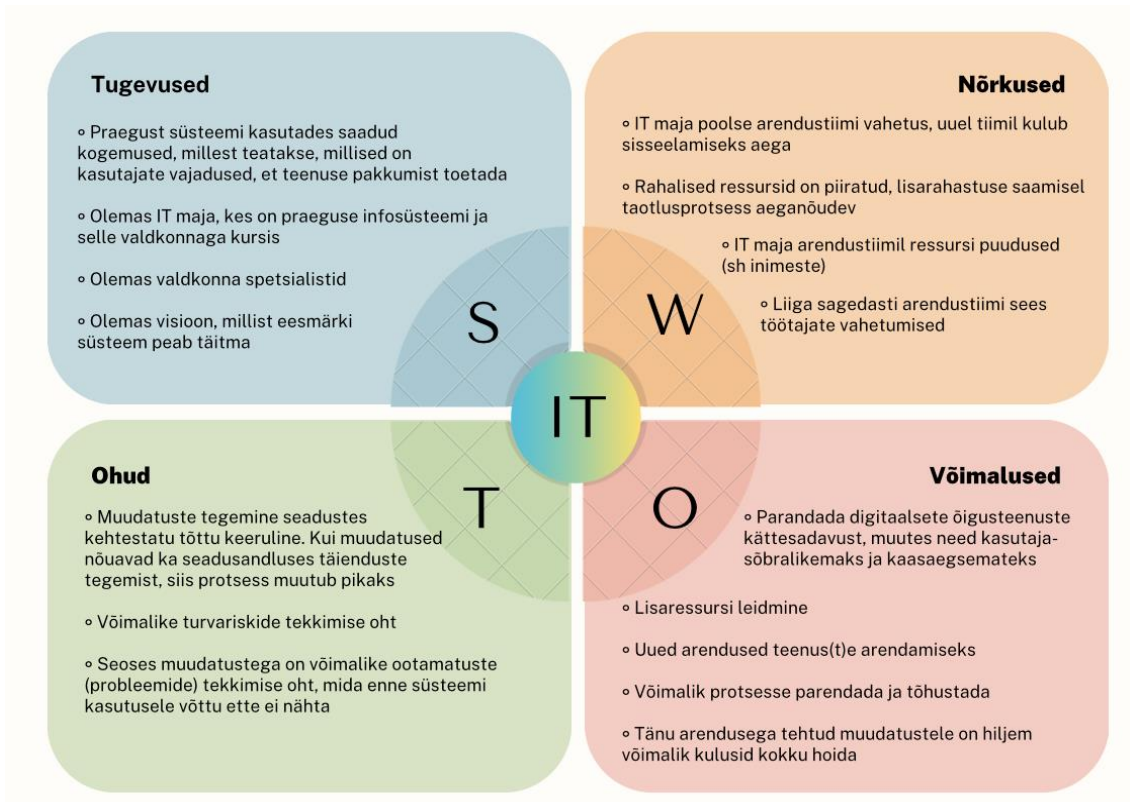 Tugevused
∘ Praegust süsteemi kasutades saadud
kogemused, millest teatakse, millised on
kasutajate vajadused, et teenuse pakkumist toetada
∘ Olemas IT maja, kes on praeguse infosüsteemi ja
selle valdkonnaga kursis
∘ Olemas valdkonna spetsialistid
∘ Olemas visioon, millist eesmärki
süsteem peab täitma
S
Nõrkused
∘ IT maja poolse arendustiimi vahetus, uuel tiimil kulub
sisseelamiseks aega
∘ Rahalised ressursid on piiratud, lisarahastuse saamisel
taotlusprotsess aeganõudev
∘ IT maja arendustiimil ressursi puudused
(sh inimeste)
∘ Liiga sagedasti arendustiimi sees
töötajate vahetumised
W
IT
Ohud
∘ Muudatuste tegemine seadustes
kehtestatu tõttu keeruline. Kui muudatused
nõuavad ka seadusandluses täienduste
tegemist, siis protsess muutub pikaks
∘ Võimalike turvariskide tekkimise oht
∘ Seoses muudatustega on võimalike ootamatuste
(probleemide) tekkimise oht, mida enne süsteemi
kasutusele võttu ette ei nähta
T
Võimalused
∘ Parandada digitaalsete õigusteenuste
kättesadavust, muutes need kasutaja-
sõbralikemaks ja kaasaegsemateks
∘ Lisaressursi leidmine
∘ Uued arendused teenus(t)e arendamiseks
∘ Võimalik protsesse parendada ja tõhustada
∘ Tänu arendusega tehtud muudatustele on hiljem
võimalik kulusid kokku hoida
O